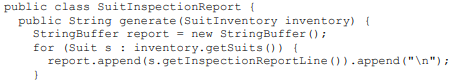 public class SuitInspectionReport {
public String generate(SuitInventory inventory) {
StringBuffer report = new StringBuffer();
for (Suit s : inventory.getSuits()) {
report.append(s.getInspectionReportLine()).append("\n");
}